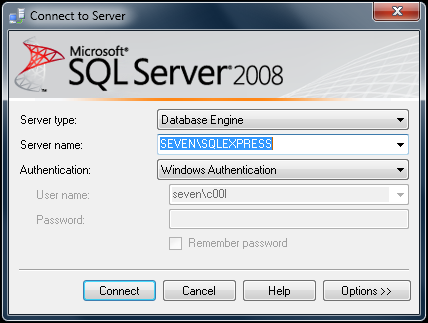 Connect to Server
Microsoft®
SQL Server® 2008
Server type: Database Engine
Server name: SEVEN\SQLEXPRESS
Authentication: Windows Authentication
User name: seven\c00l
Password:
Remember password
Connect Cancel Help Options >>